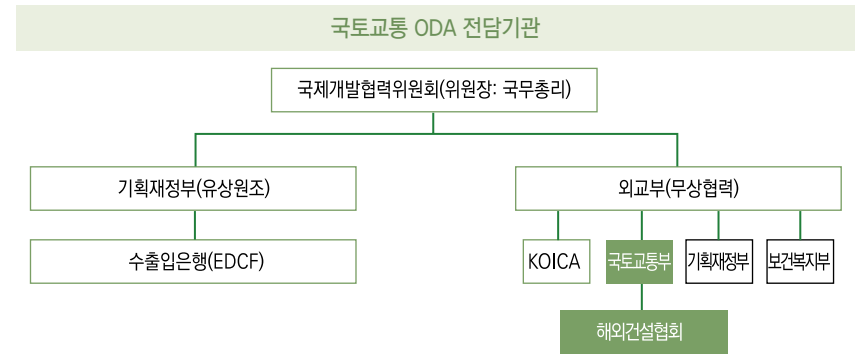 국토교통 ODA 전담기관
국제개발협력위원회(위원장: 국무총리)
기획재정부(유상원조)
외교부(무상협력)
수출입은행(EDCF)
KOICA
국토교통부
기획재정부
보건복지부
해외건설협회